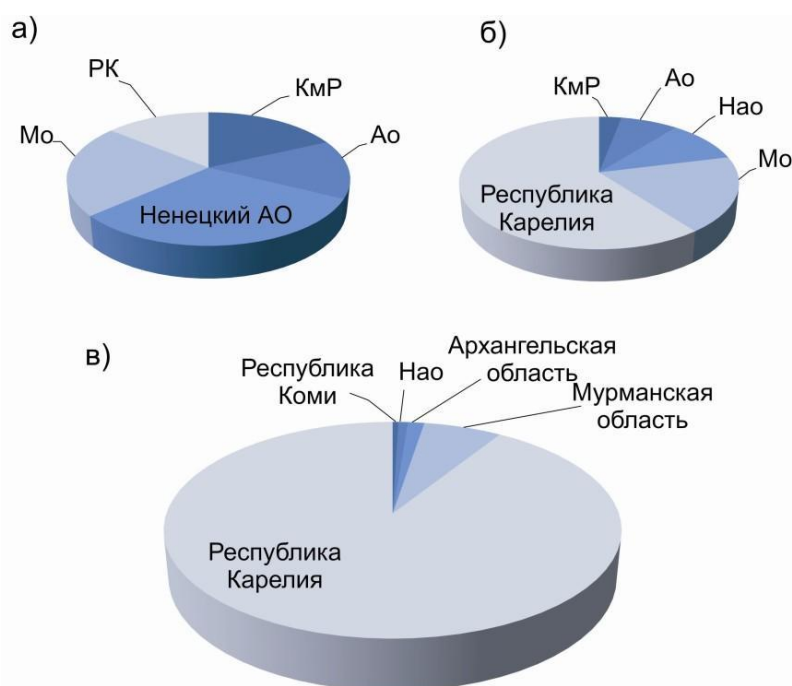 а)
РК
КмР
Мо
Ао
Ненецкий АО
б)
КмР
Ао
Нао
Мо
Республика
Карелия
в)
Республика
Коми
Нао
Архангельская
область
Мурманская
область
Республика
Карелия